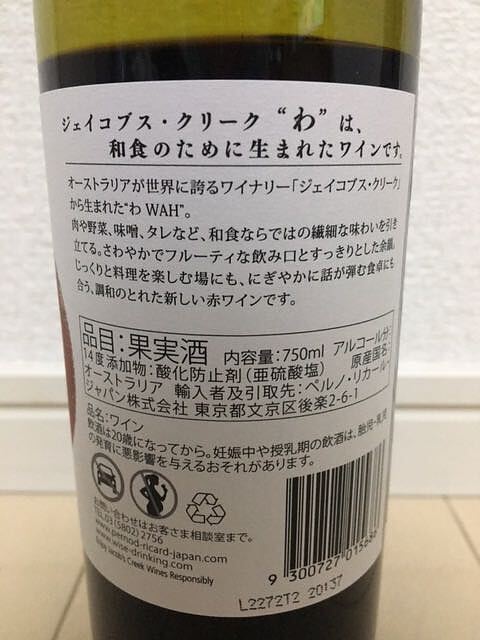 ジェイコブス・クリーク “わ” は、
和食のために生まれたワインです。
オーストラリアが世界に誇るワイナリー「ジェイコブス・クリーク」
から生まれた“わ WAH”。
肉や野菜、味噌、タレなど、和食ならではの繊細な味わいを引き
立てる。さわやかでフルーティな飲み口とすっきりとした余韻。
じっくりと料理を楽しむ場にも、にぎやかに話が弾む食卓にも
合う、調和のとれた新しい赤ワインです。
品目:果実酒 内容量:750ml アルコール分:
14度 添加物:酸化防止剤(亜硫酸塩) 原産国名:
オーストラリア 輸入者及引取先:ペルノ・リカール・
ジャパン株式会社 東京都文京区後楽2-6-1
品名:ワイン
飲酒は20歳になってから。妊娠中や授乳期の飲酒は、胎児・乳児
の発育に悪影響を与えるおそれがあります。
お問い合わせはお客さま相談室まで。
TEL.03(5802)2756
www.pernod-ricard-japan.com
www.wise-drinking.com
Enjoy Jacob's Creek Wines Responsibly
9 300727 015686
L2272T2 20137